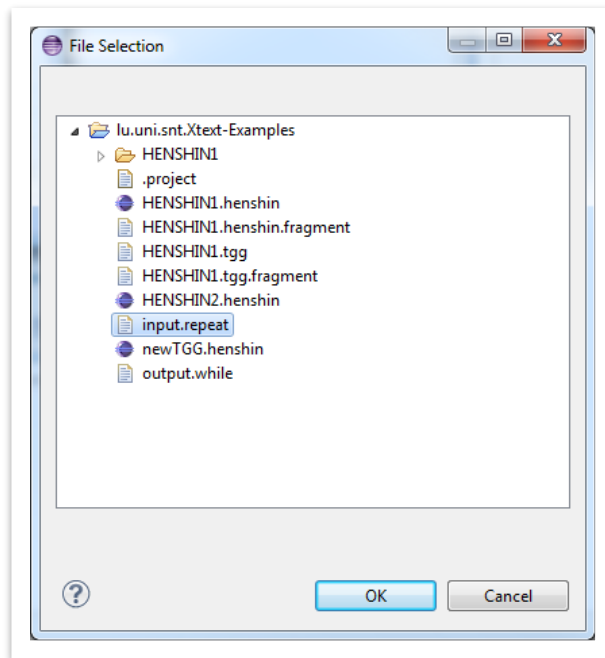 File Selection
lu.uni.snt.Xtext-Examples
HENSHIN1
.project
HENSHIN1.henshin
HENSHIN1.henshin.fragment
HENSHIN1.tgg
HENSHIN1.tgg.fragment
HENSHIN2.henshin
input.repeat
newTGG.henshin
output.while
?
OK Cancel